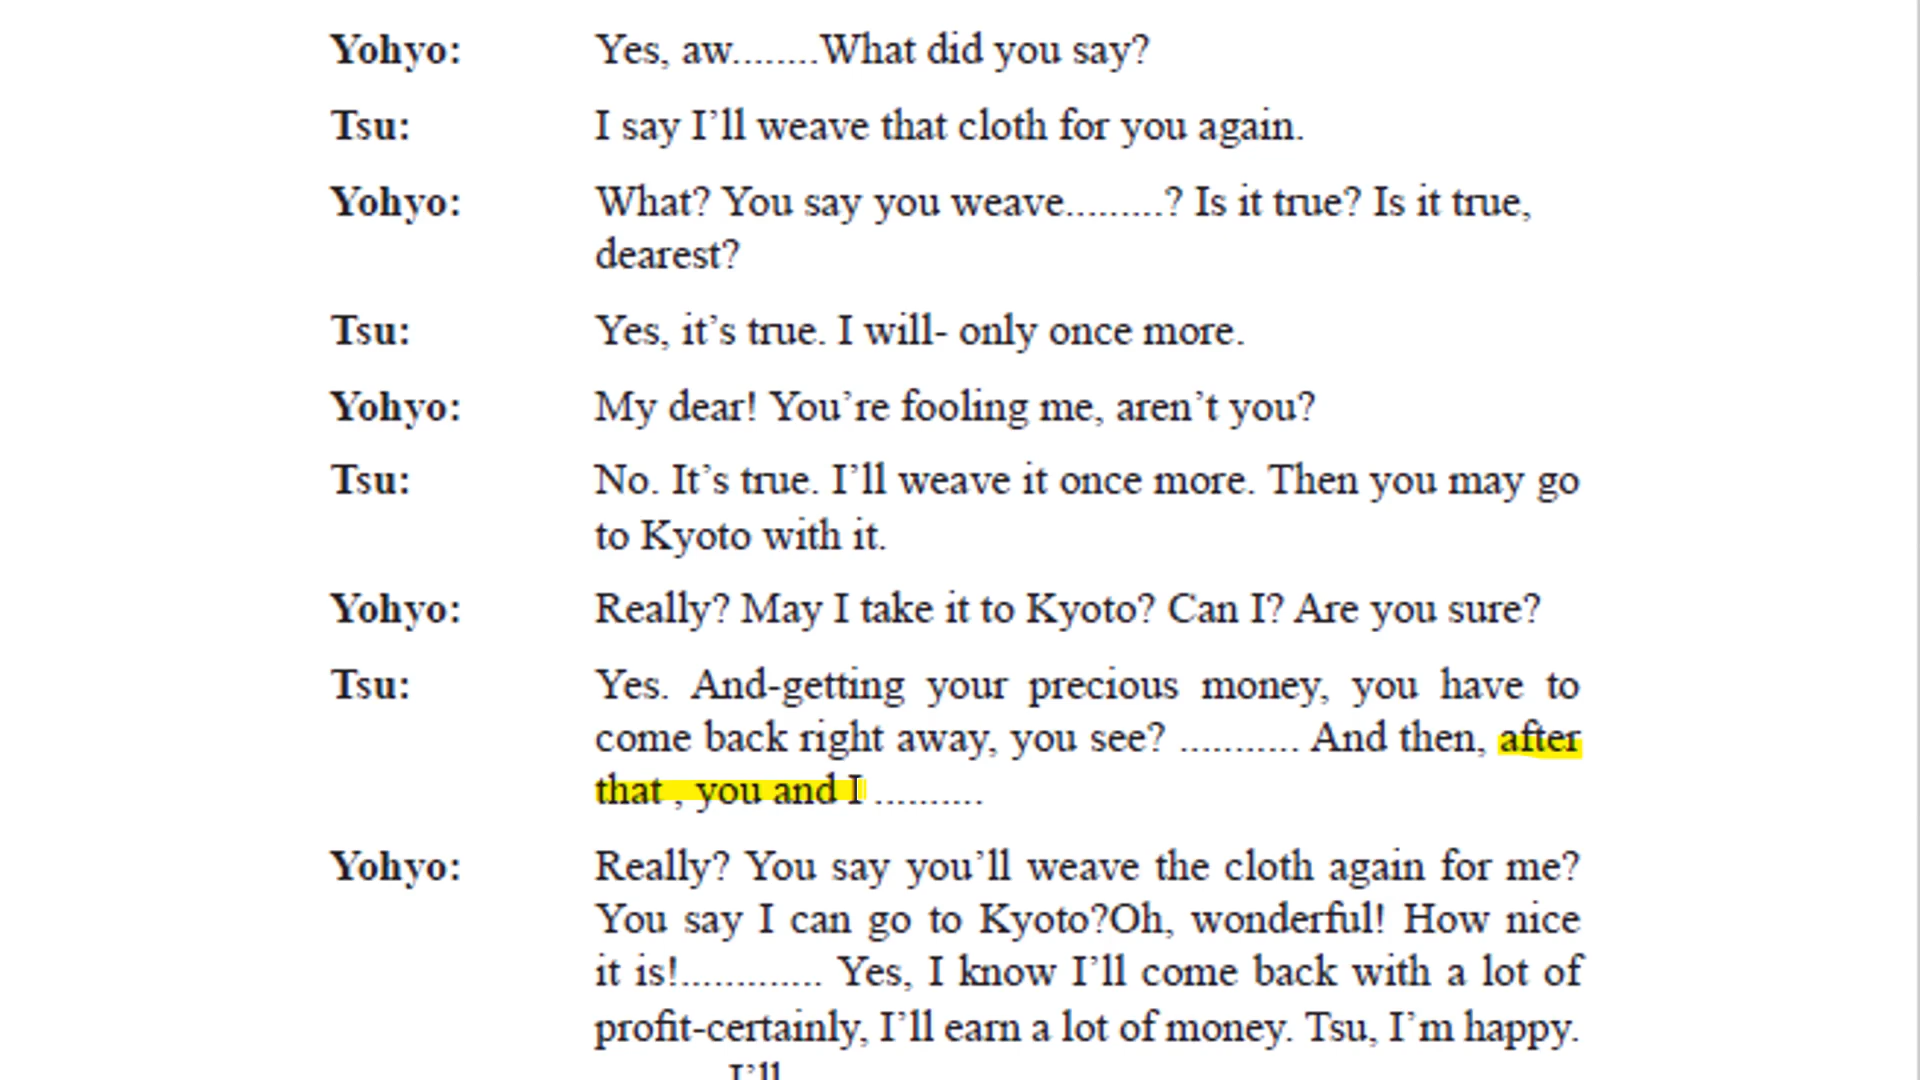 Yohyo: Yes, aw........What did you say?
Tsu: I say I’ll weave that cloth for you again.
Yohyo: What? You say you weave.........? Is it true? Is it true,
dearest?
Tsu: Yes, it’s true. I will- only once more.
Yohyo: My dear! You’re fooling me, aren’t you?
Tsu: No. It’s true. I’ll weave it once more. Then you may go
to Kyoto with it.
Yohyo: Really? May I take it to Kyoto? Can I? Are you sure?
Tsu: Yes. And-getting your precious money, you have to
come back right away, you see? ........... And then, after
that , you and I ..........
Yohyo: Really? You say you’ll weave the cloth again for me?
You say I can go to Kyoto?Oh, wonderful! How nice
it is!............. Yes, I know I’ll come back with a lot of
profit-certainly, I’ll earn a lot of money. Tsu, I’m happy.
I’ll